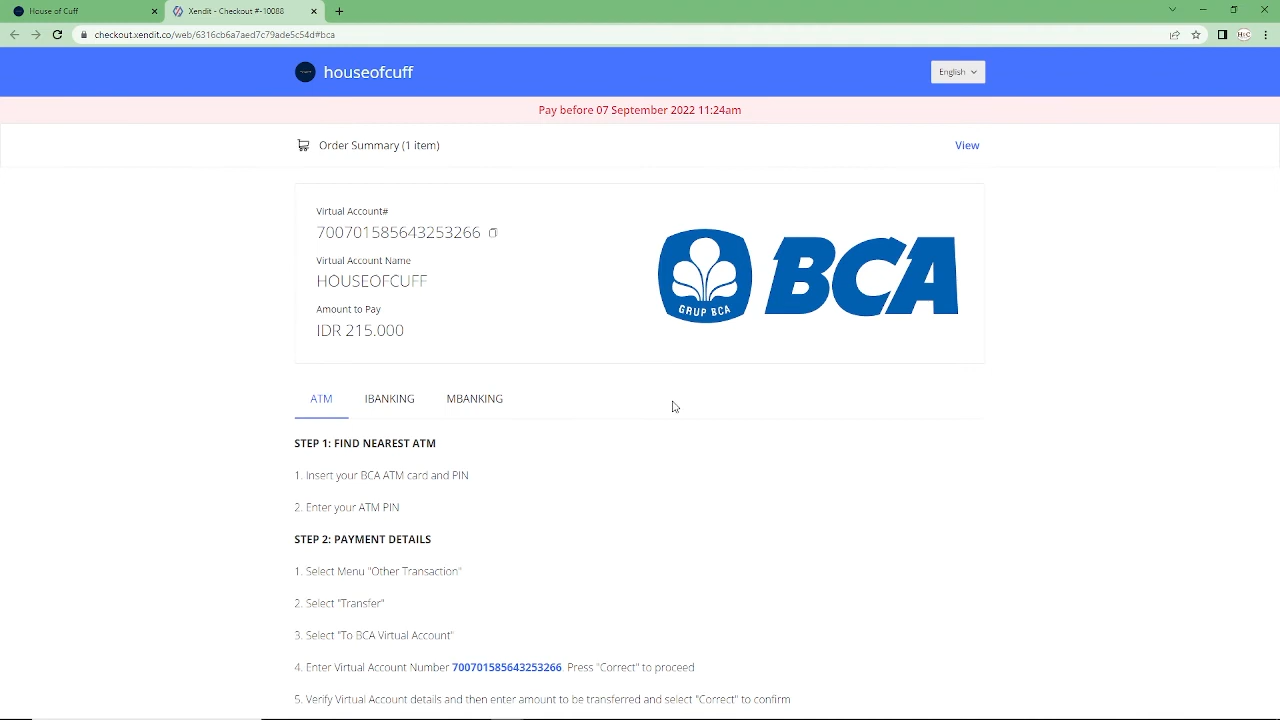 House of Cuff
Xendit - Checkout #-10088
checkout.xendit.co/web/6316cb6a7aed7c79ade5c54d#bca
houseofcuff
English
Pay before 07 September 2022 11:24am
Order Summary (1 item)
View
Virtual Account#
700701585643253266
Virtual Account Name
HOUSEOFCUFF
Amount to Pay
IDR 215.000
GRUP BCA
BCA
ATM
IBANKING
MBANKING
STEP 1: FIND NEAREST ATM
1. Insert your BCA ATM card and PIN
2. Enter your ATM PIN
STEP 2: PAYMENT DETAILS
1. Select Menu "Other Transaction"
2. Select "Transfer"
3. Select "To BCA Virtual Account"
4. Enter Virtual Account Number 700701585643253266. Press "Correct" to proceed
5. Verify Virtual Account details and then enter amount to be transferred and select "Correct" to confirm